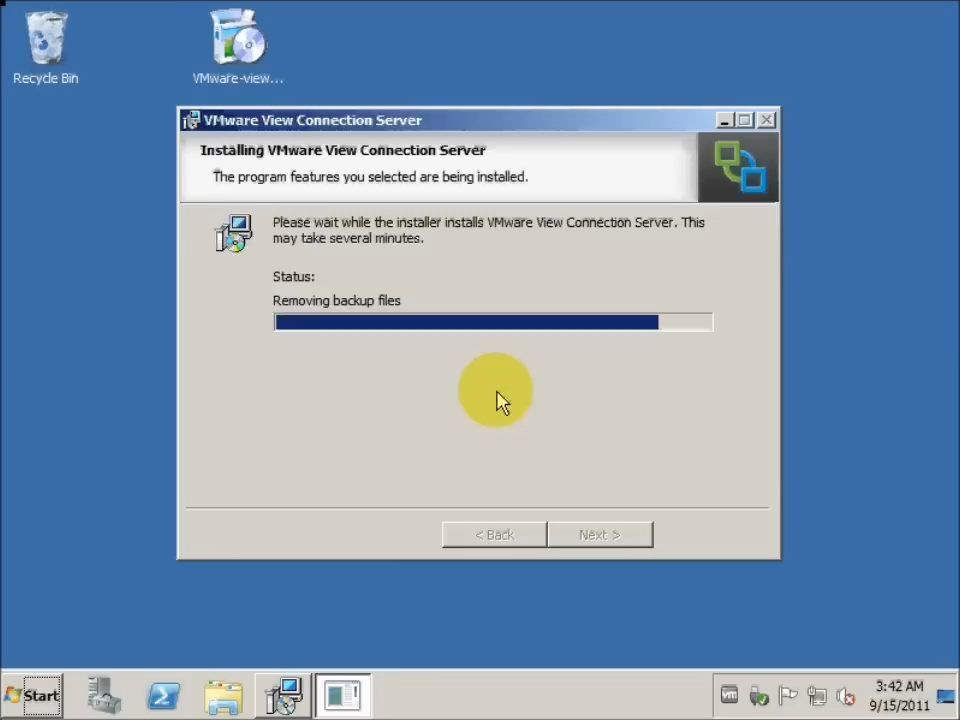 Recycle Bin
VMware-view...
VMware View Connection Server
Installing VMware View Connection Server
The program features you selected are being installed.
Please wait while the installer installs VMware View Connection Server. This
may take several minutes.
Status:
Removing backup files
< Back
Next >
Start
vm
3:42 AM
9/15/2011